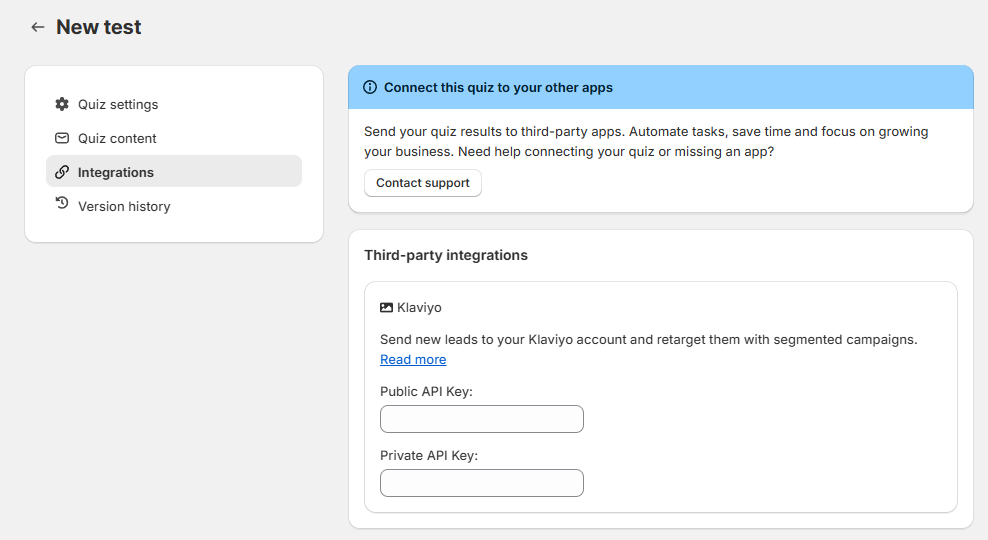 New test
Quiz settings
Quiz content
Integrations
Version history
Connect this quiz to your other apps
Send your quiz results to third-party apps. Automate tasks, save time and focus on growing
your business. Need help connecting your quiz or missing an app?
Contact support
Third-party integrations
Klaviyo
Send new leads to your Klaviyo account and retarget them with segmented campaigns.
Read more
Public API Key:
Private API Key: